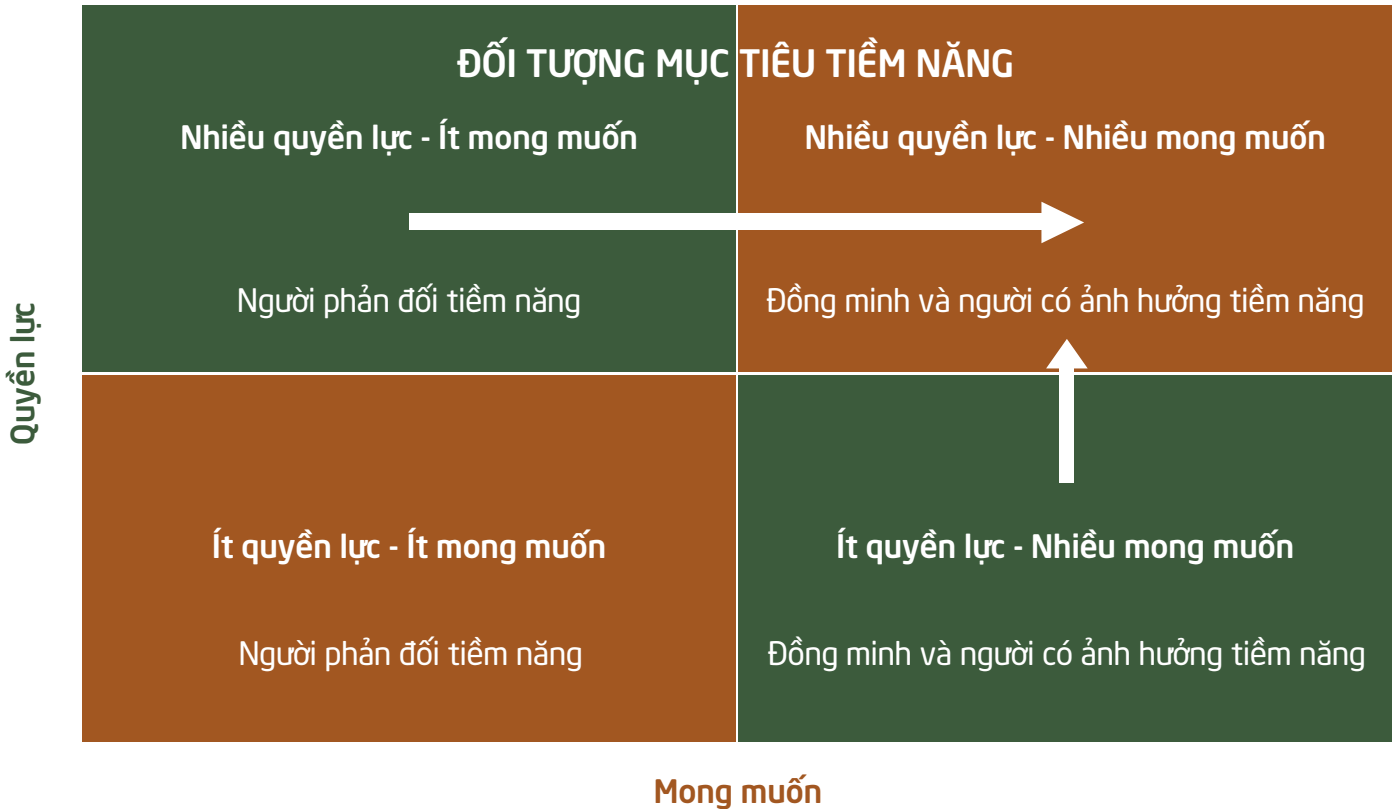 ĐỐI TƯỢNG MỤC TIÊU TIỀM NĂNG
Nhiều quyền lực - Ít mong muốn
Nhiều quyền lực - Nhiều mong muốn
Người phản đối tiềm năng
Đồng minh và người có ảnh hưởng tiềm năng
Quyền lực
Ít quyền lực - Ít mong muốn
Ít quyền lực - Nhiều mong muốn
Người phản đối tiềm năng
Đồng minh và người có ảnh hưởng tiềm năng
Mong muốn